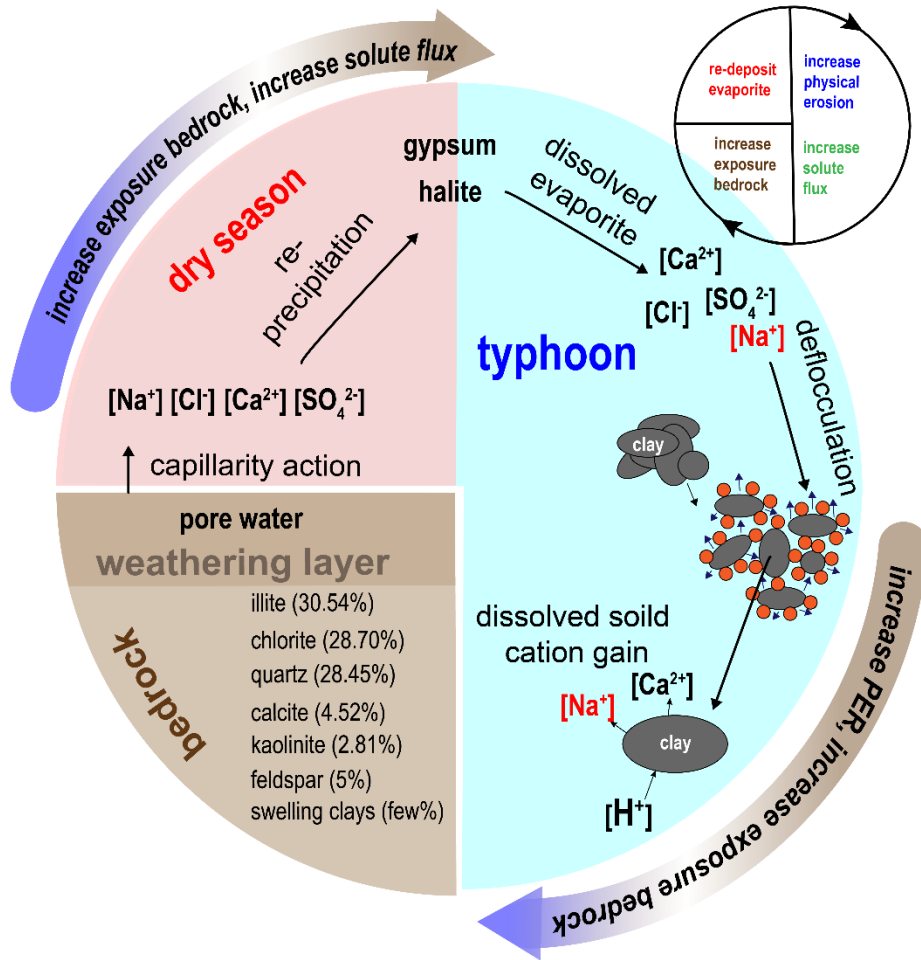 increase exposure bedrock, increase solute flux
dry season
re-
precipitation
gypsum
halite
[Na⁺] [Cl⁻] [Ca²⁺] [SO₄²⁻]
capillarity action
pore water
weathering layer
bedrock
illite (30.54%)
chlorite (28.70%)
quartz (28.45%)
calcite (4.52%)
kaolinite (2.81%)
feldspar (5%)
swelling clays (few%)
dissolved
evaporite
[Ca²⁺]
[Cl⁻]
[SO₄²⁻]
[Na⁺]
typhoon
deflocculation
clay
dissolved soild
cation gain
[Ca²⁺]
[Na⁺]
clay
[H⁺]
increase PER, increase exposure bedrock
re-deposit
evaporite
increase
physical
erosion
increase
exposure
bedrock
increase
solute
flux